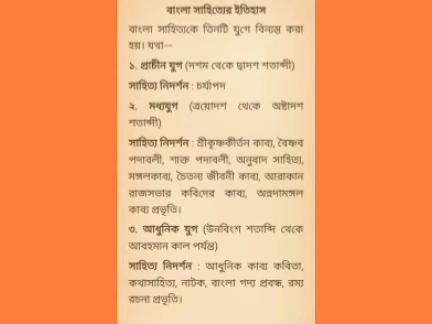 বাংলা সাহিত্যের ইতিহাস
বাংলা সাহিত্যকে তিনটি যুগে বিন্যস্ত করা
হয়। যথা—
১. প্রাচীন যুগ (দশম থেকে দ্বাদশ শতাব্দী)
সাহিত্য নিদর্শন : চর্যাপদ
২. মধ্যযুগ (ত্রয়োদশ থেকে অষ্টাদশ
শতাব্দী)
সাহিত্য নিদর্শন : শ্রীকৃষ্ণকীর্তন কাব্য, বৈষ্ণব
পদাবলী, শাক্ত পদাবলী, অনুবাদ সাহিত্য,
মঙ্গলকাব্য, চৈতন্য জীবনী কাব্য, আরাকান
রাজসভার কবিদের কাব্য, অন্নদামঙ্গল
কাব্য প্রভৃতি।
৩. আধুনিক যুগ (উনবিংশ শতাব্দি থেকে
আবহমান কাল পর্যন্ত)
সাহিত্য নিদর্শন : আধুনিক কাব্য কবিতা,
কথাসাহিত্য, নাটক, বাংলা গদ্য প্রবন্ধ, রম্য
রচনা প্রভৃতি।